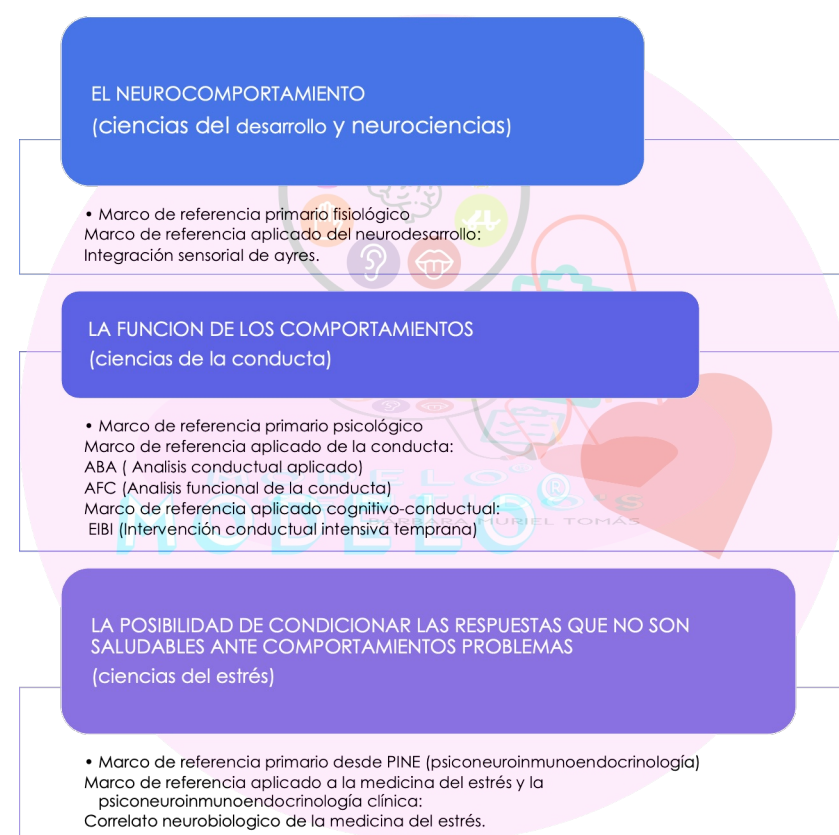 EL NEUROCOMPORTAMIENTO
(ciencias del desarrollo y neurociencias)
• Marco de referencia primario fisiológico
Marco de referencia aplicado del neurodesarrollo:
Integración sensorial de ayres.
LA FUNCION DE LOS COMPORTAMIENTOS
(ciencias de la conducta)
• Marco de referencia primario psicológico
Marco de referencia aplicado de la conducta:
ABA ( Analisis conductual aplicado)
AFC (Analisis funcional de la conducta)
Marco de referencia aplicado cognitivo-conductual:
EIBI (Intervención conductual intensiva temprana)
MODELO
MODELO
BARBARA MURIEL TOMÁS
LA POSIBILIDAD DE CONDICIONAR LAS RESPUESTAS QUE NO SON
SALUDABLES ANTE COMPORTAMIENTOS PROBLEMAS
(ciencias del estrés)
• Marco de referencia primario desde PINE (psiconeuroinmunoendocrinología)
Marco de referencia aplicado a la medicina del estrés y la
psiconeuroinmunoendocrinología clínica:
Correlato neurobiologico de la medicina del estrés.